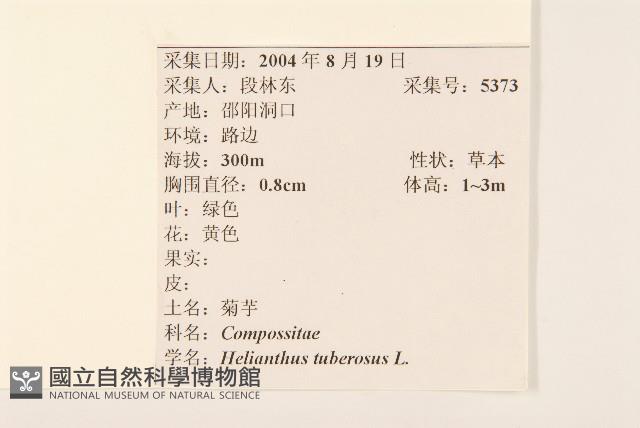 采集日期：2004 年 8 月 19 日
采集人：段林东 采集号：5373
产地：邵阳洞口
环境：路边
海拔：300m 性状：草本
胸围直径：0.8cm 体高：1~3m
叶：绿色
花：黄色
果实：
皮：
土名：菊芋
科名：Compossitae
学名：Helianthus tuberosus L.
國立自然科學博物館
NATIONAL MUSEUM OF NATURAL SCIENCE